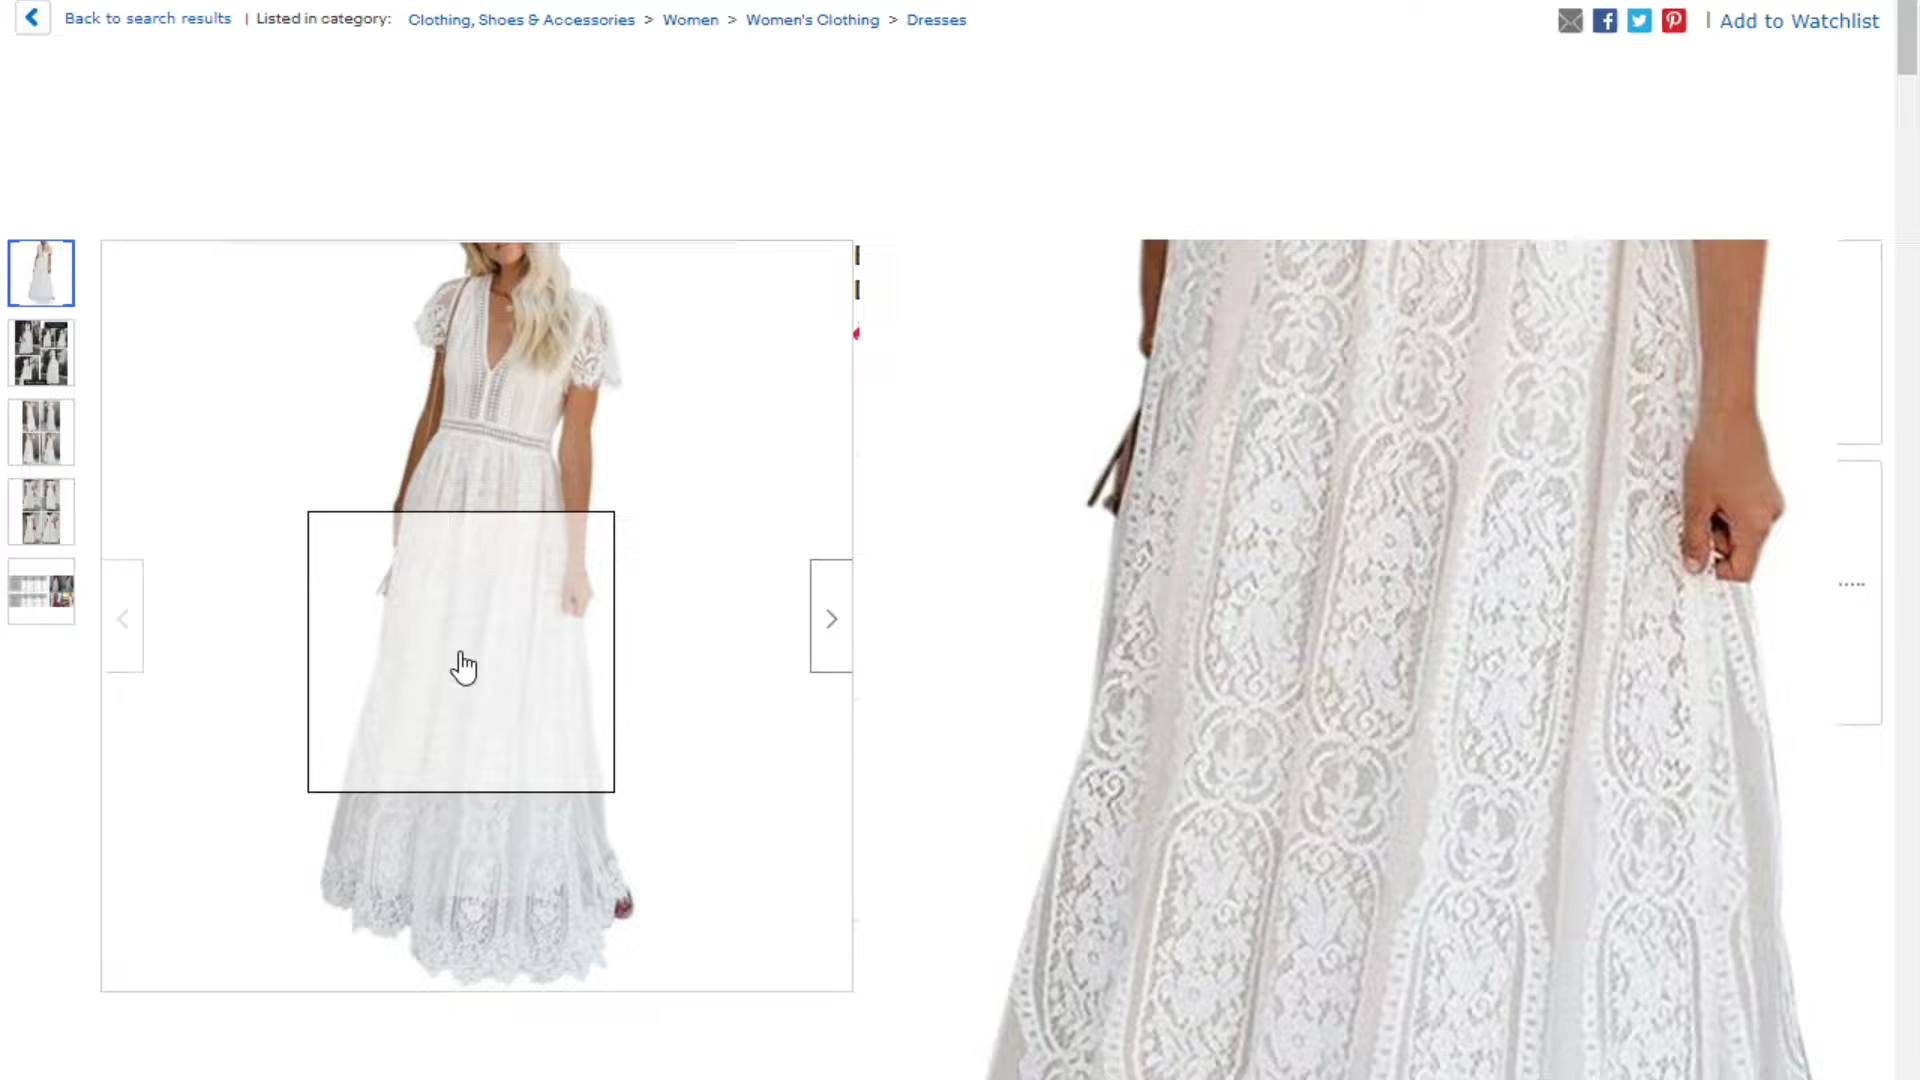 Back to search results | Listed in category: Clothing, Shoes & Accessories > Women > Women's Clothing > Dresses | Add to Watchlist